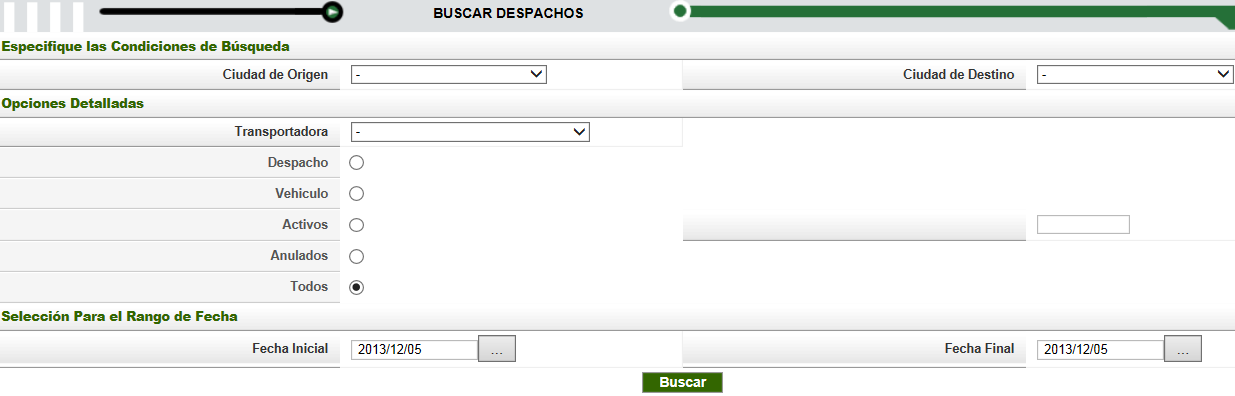 BUSCAR DESPACHOS
Especifique las Condiciones de Búsqueda
Ciudad de Origen - Ciudad de Destino -
Opciones Detalladas
Transportadora -
Despacho
Vehiculo
Activos
Anulados
Todos
Selección Para el Rango de Fecha
Fecha Inicial 2013/12/05 ... Fecha Final 2013/12/05 ...
Buscar